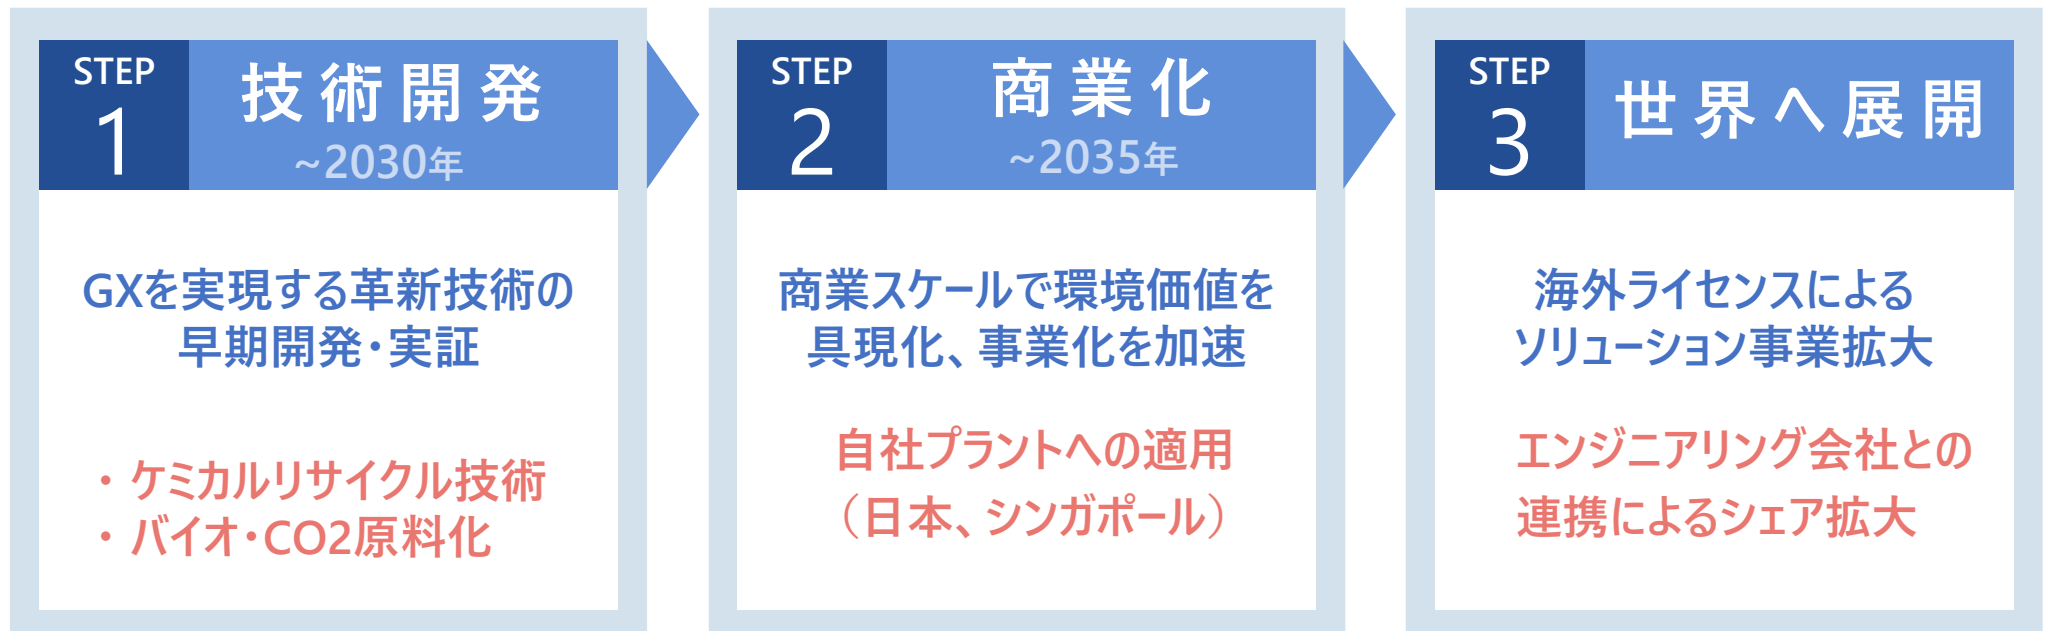 STEP
1
技術開発
~2030年
GXを実現する革新技術の
早期開発・実証
・ケミカルリサイクル技術
・バイオ・CO2原料化
STEP
2
商業化
~2035年
商業スケールで環境価値を
具現化、事業化を加速
自社プラントへの適用
（日本、シンガポール）
STEP
3
世界へ展開
海外ライセンスによる
ソリューション事業拡大
エンジニアリング会社との
連携によるシェア拡大